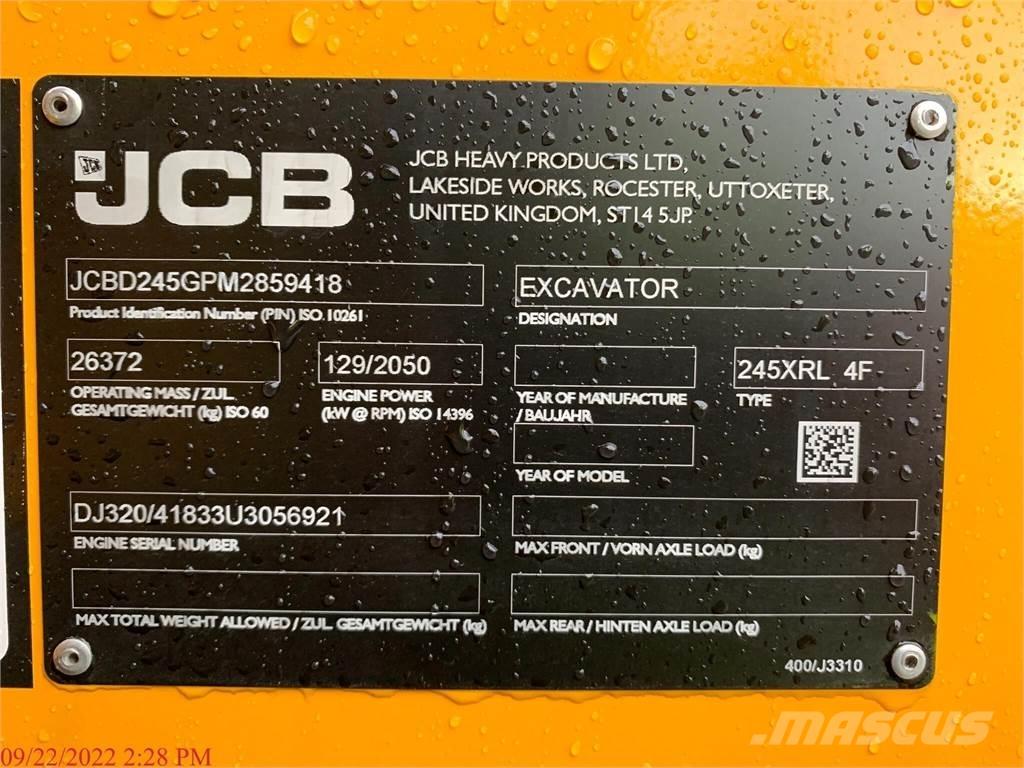 JCB
JCB HEAVY PRODUCTS LTD,
LAKESIDE WORKS, ROCESTER, UTTOXETER,
UNITED KINGDOM, ST14 5JP.
JCBD245GPM2859418
Product Identification Number (PIN) ISO 10261
EXCAVATOR
DESIGNATION
26372
OPERATING MASS / ZUL.
GESAMTGEWICHT (kg) ISO 60
129/2050
ENGINE POWER
(kW @ RPM) ISO 14396
YEAR OF MANUFACTURE
/ BAUJAHR
245XRL 4F
TYPE
YEAR OF MODEL
DJ320/41833U3056921
ENGINE SERIAL NUMBER
MAX FRONT / VORN AXLE LOAD (kg)
MAX TOTAL WEIGHT ALLOWED / ZUL. GESAMTGEWICHT (kg)
MAX REAR / HINTEN AXLE LOAD (kg)
400/J3310
MASCUS
09/22/2022 2:28 PM